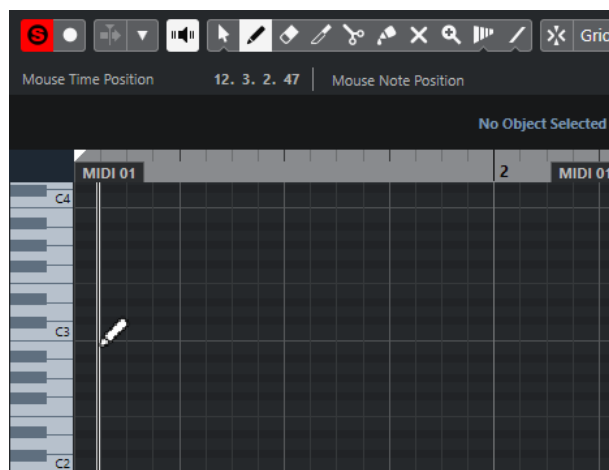 S
Grid
Mouse Time Position 12. 3. 2. 47 Mouse Note Position
No Object Selected
2
MIDI 01 MIDI 01
C4
C3
C2